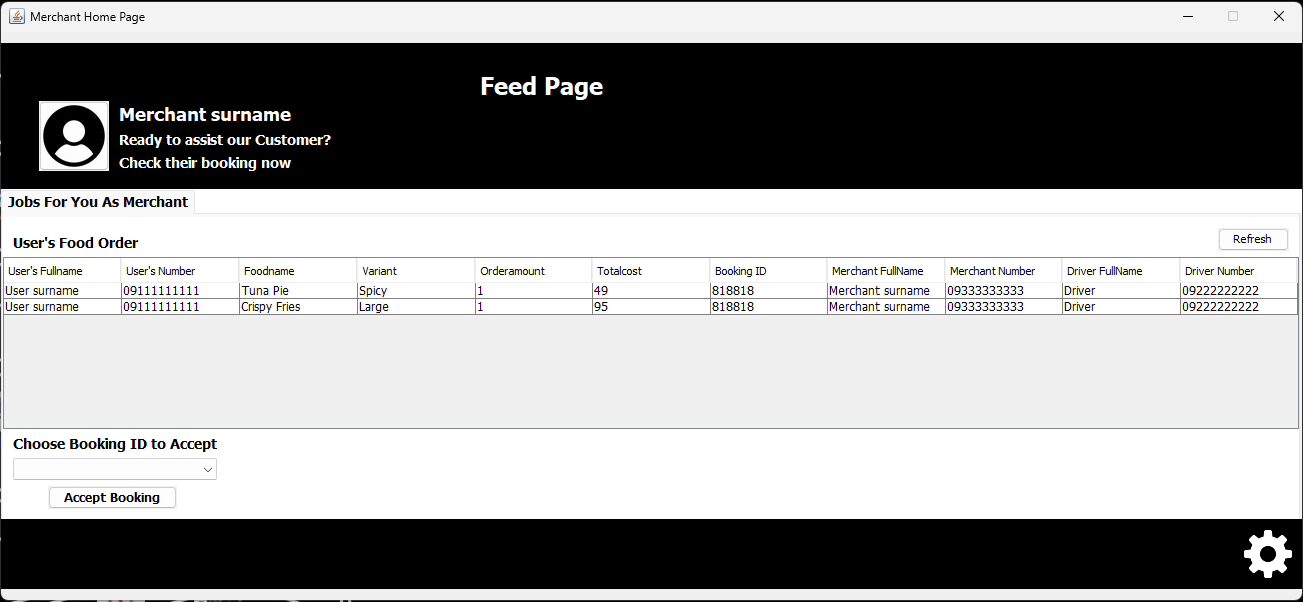 Merchant Home Page
Feed Page
Merchant surname
Ready to assist our Customer?
Check their booking now
Jobs For You As Merchant
User's Food Order
Refresh
User's Fullname User's Number Foodname Variant Orderamount Totalcost Booking ID Merchant FullName Merchant Number Driver FullName Driver Number
User surname 09111111111 Tuna Pie Spicy 1 49 818818 Merchant surname 09333333333 Driver 09222222222
User surname 09111111111 Crispy Fries Large 1 95 818818 Merchant surname 09333333333 Driver 09222222222
Choose Booking ID to Accept
Accept Booking